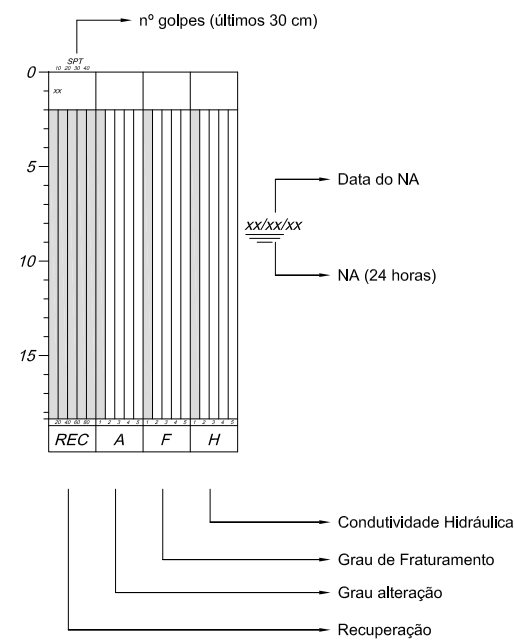 nº golpes (últimos 30 cm)
SPT
10 20 30 40
0
xx
5
Data do NA
xx/xx/xx
10
NA (24 horas)
15
20 40 60 80 1 2 3 4 5 1 2 3 4 5 1 2 3 4 5
REC A F H
Condutividade Hidráulica
Grau de Fraturamento
Grau alteração
Recuperação